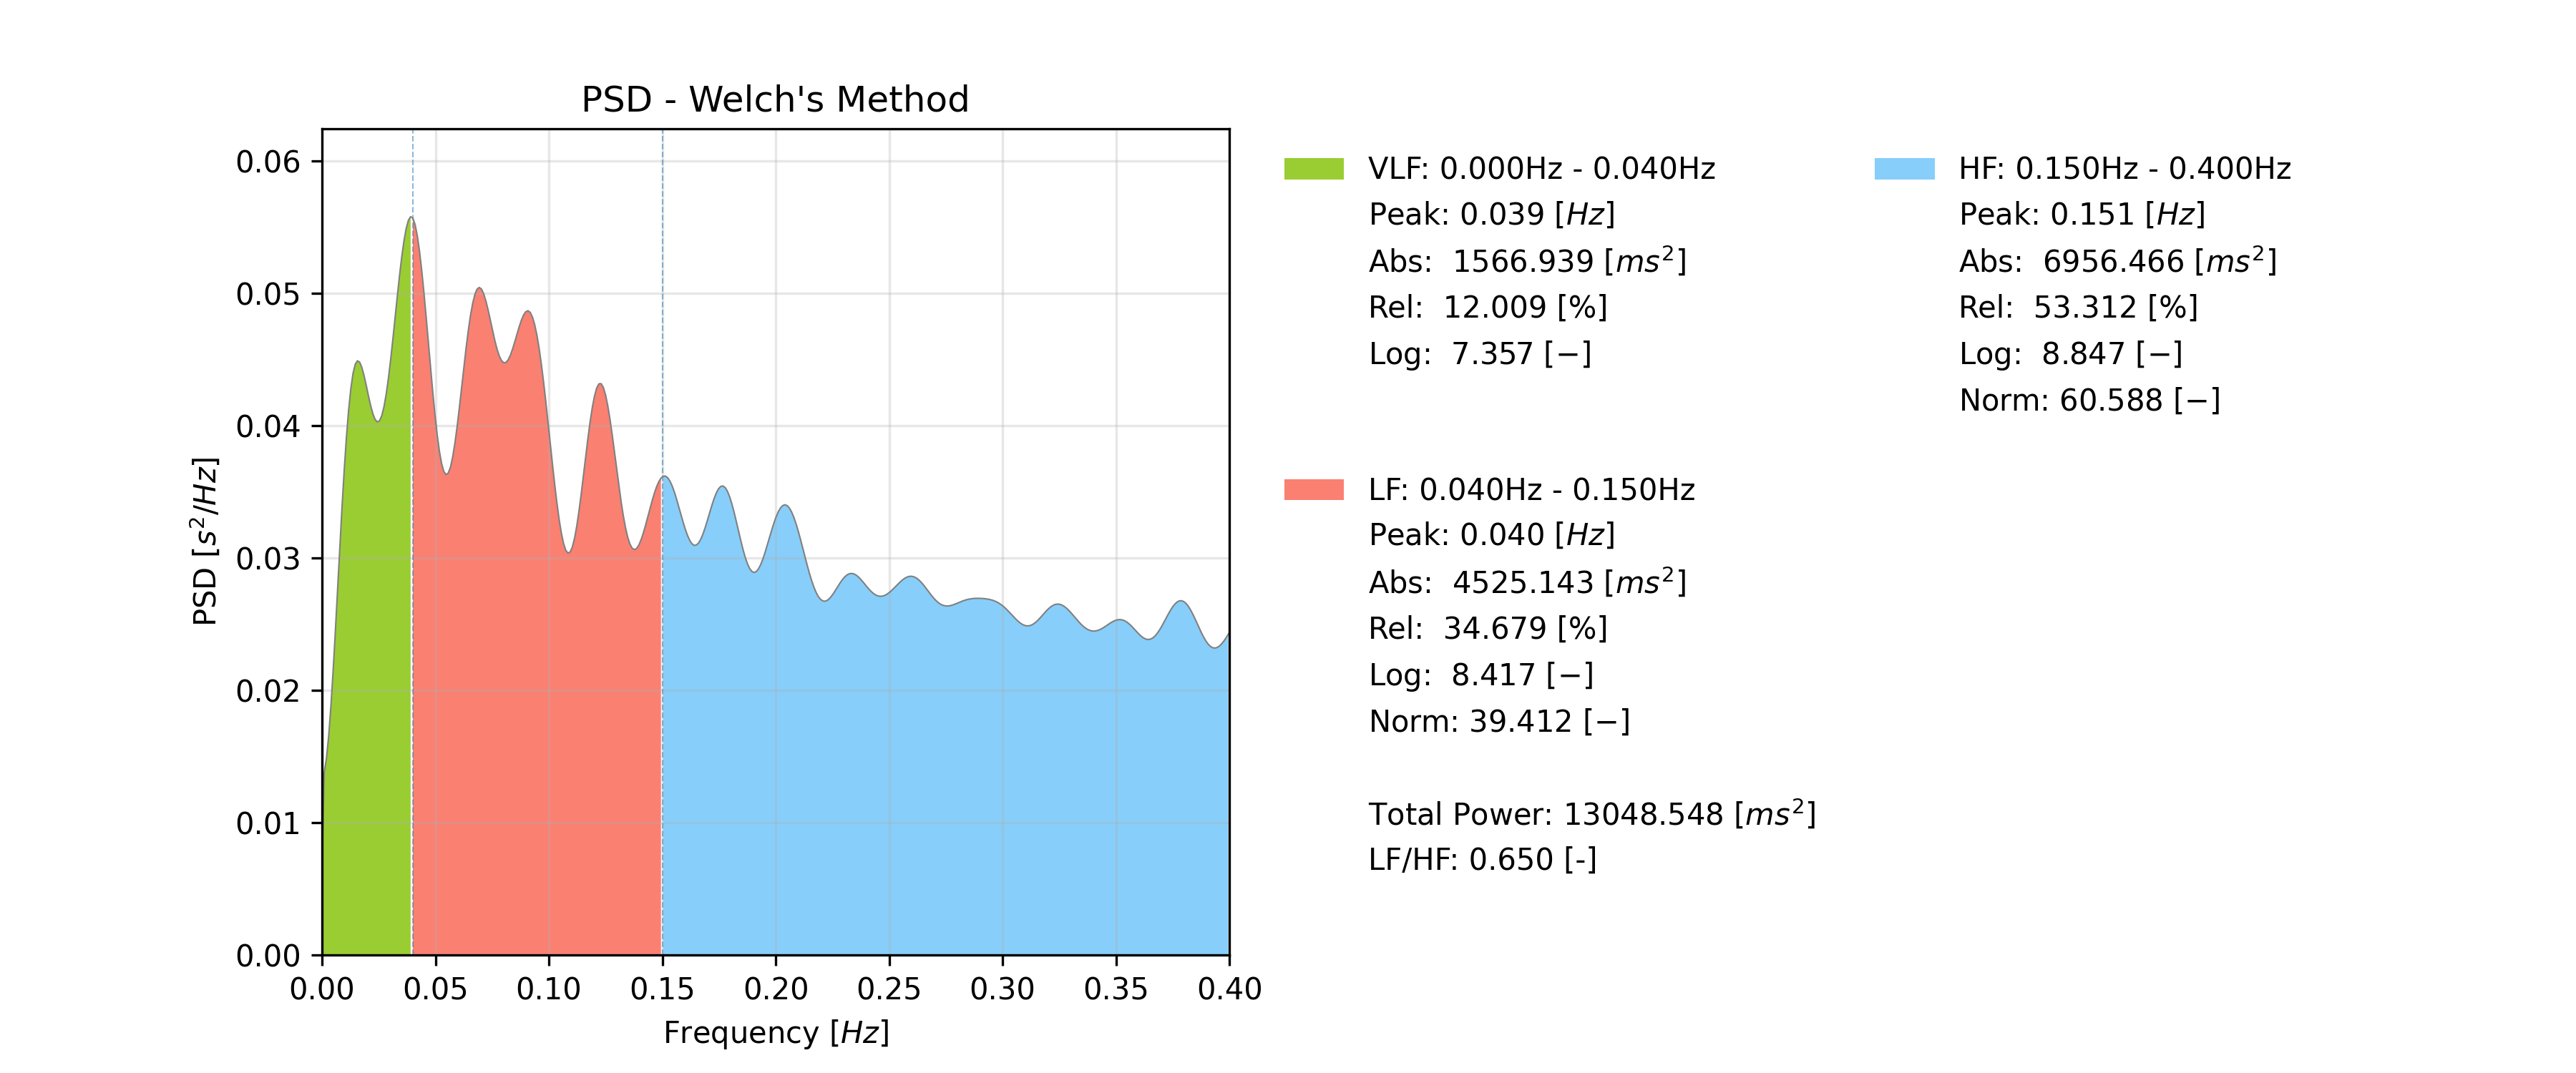 PSD - Welch's Method
PSD [s²/Hz]
0.06
0.05
0.04
0.03
0.02
0.01
0.00
0.00 0.05 0.10 0.15 0.20 0.25 0.30 0.35 0.40
Frequency [Hz]
VLF: 0.000Hz - 0.040Hz
Peak: 0.039 [Hz]
Abs: 1566.939 [ms²]
Rel: 12.009 [%]
Log: 7.357 [−]
LF: 0.040Hz - 0.150Hz
Peak: 0.040 [Hz]
Abs: 4525.143 [ms²]
Rel: 34.679 [%]
Log: 8.417 [−]
Norm: 39.412 [−]
Total Power: 13048.548 [ms²]
LF/HF: 0.650 [-]
HF: 0.150Hz - 0.400Hz
Peak: 0.151 [Hz]
Abs: 6956.466 [ms²]
Rel: 53.312 [%]
Log: 8.847 [−]
Norm: 60.588 [−]